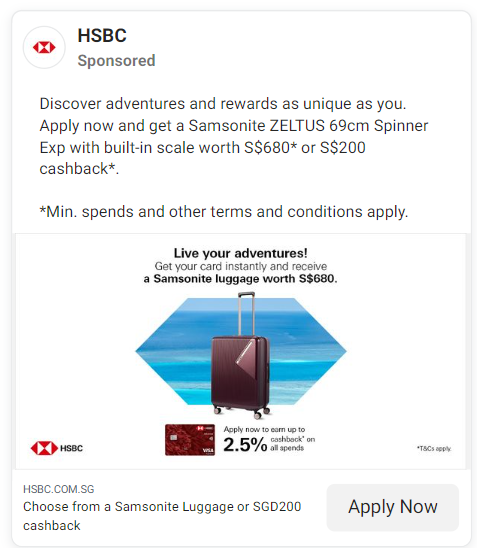 HSBC
Sponsored
Discover adventures and rewards as unique as you.
Apply now and get a Samsonite ZELTUS 69cm Spinner
Exp with built-in scale worth S$680* or S$200
cashback*.
*Min. spends and other terms and conditions apply.
Live your adventures!
Get your card instantly and receive
a Samsonite luggage worth S$680.
Apply now to earn up to
2.5% cashback* on
all spends
HSBC
VISA
*T&Cs apply
HSBC.COM.SG
Choose from a Samsonite Luggage or SGD200
cashback
Apply Now